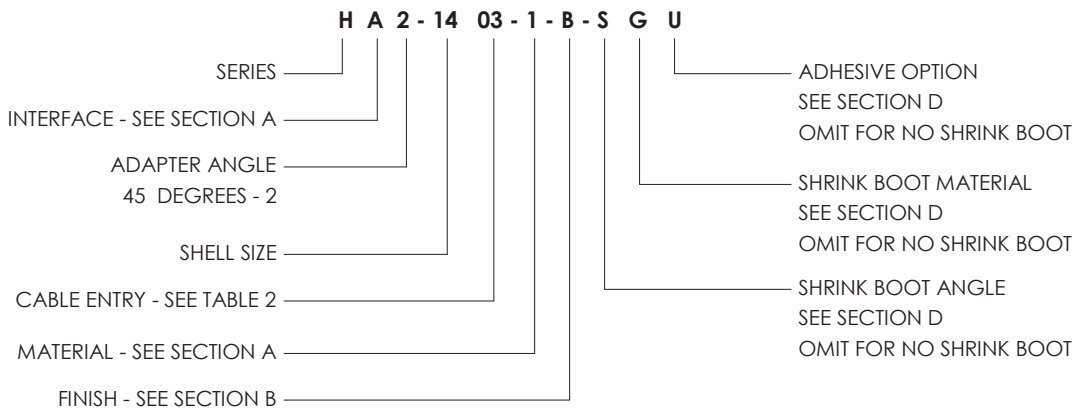 H A 2 - 14 03 - 1 - B - S G U
SERIES
INTERFACE - SEE SECTION A
ADAPTER ANGLE
45 DEGREES - 2
SHELL SIZE
CABLE ENTRY - SEE TABLE 2
MATERIAL - SEE SECTION A
FINISH - SEE SECTION B
ADHESIVE OPTION
SEE SECTION D
OMIT FOR NO SHRINK BOOT
SHRINK BOOT MATERIAL
SEE SECTION D
OMIT FOR NO SHRINK BOOT
SHRINK BOOT ANGLE
SEE SECTION D
OMIT FOR NO SHRINK BOOT